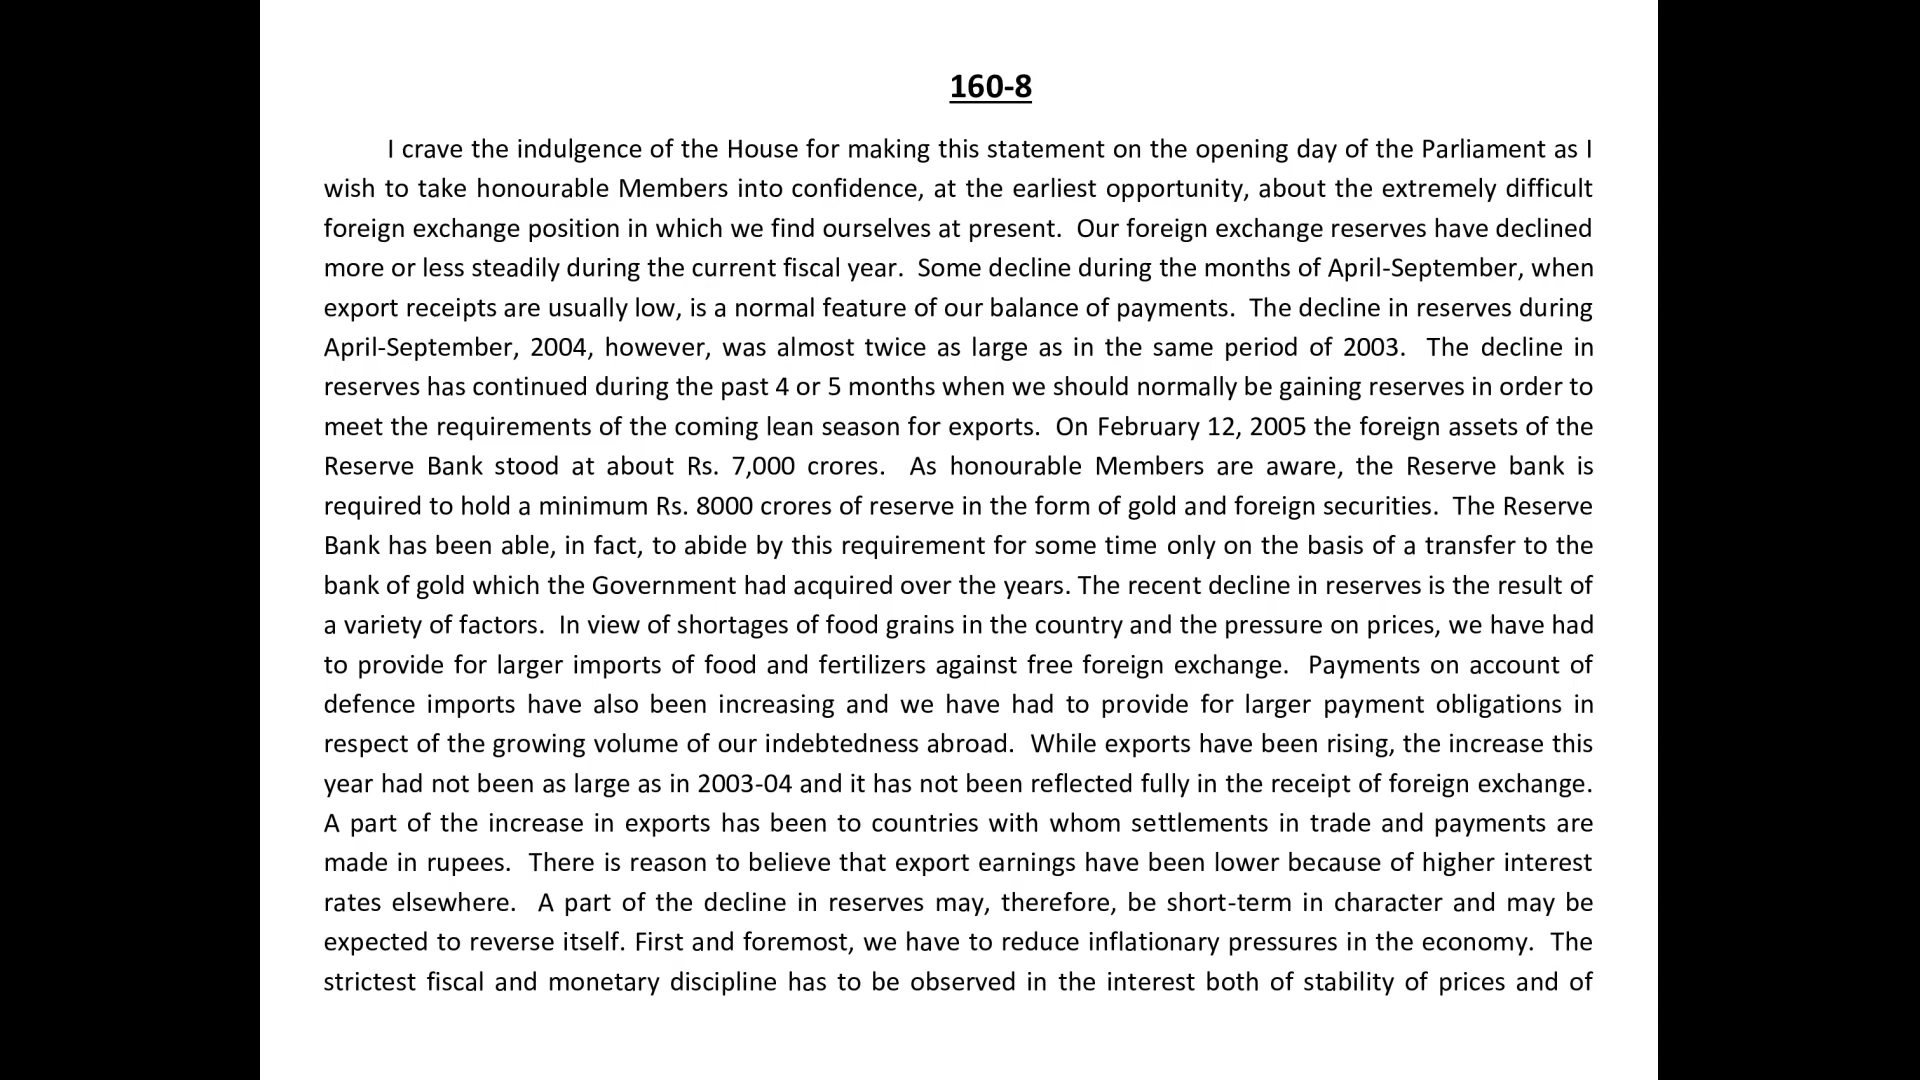 160-8
I crave the indulgence of the House for making this statement on the opening day of the Parliament as I
wish to take honourable Members into confidence, at the earliest opportunity, about the extremely difficult
foreign exchange position in which we find ourselves at present.  Our foreign exchange reserves have declined
more or less steadily during the current fiscal year.  Some decline during the months of April-September, when
export receipts are usually low, is a normal feature of our balance of payments.  The decline in reserves during
April-September, 2004, however, was almost twice as large as in the same period of 2003.  The decline in
reserves has continued during the past 4 or 5 months when we should normally be gaining reserves in order to
meet the requirements of the coming lean season for exports.  On February 12, 2005 the foreign assets of the
Reserve Bank stood at about Rs. 7,000 crores.  As honourable Members are aware, the Reserve bank is
required to hold a minimum Rs. 8000 crores of reserve in the form of gold and foreign securities.  The Reserve
Bank has been able, in fact, to abide by this requirement for some time only on the basis of a transfer to the
bank of gold which the Government had acquired over the years. The recent decline in reserves is the result of
a variety of factors.  In view of shortages of food grains in the country and the pressure on prices, we have had
to provide for larger imports of food and fertilizers against free foreign exchange.  Payments on account of
defence imports have also been increasing and we have had to provide for larger payment obligations in
respect of the growing volume of our indebtedness abroad.  While exports have been rising, the increase this
year had not been as large as in 2003-04 and it has not been reflected fully in the receipt of foreign exchange.
A part of the increase in exports has been to countries with whom settlements in trade and payments are
made in rupees.  There is reason to believe that export earnings have been lower because of higher interest
rates elsewhere.  A part of the decline in reserves may, therefore, be short-term in character and may be
expected to reverse itself. First and foremost, we have to reduce inflationary pressures in the economy.  The
strictest fiscal and monetary discipline has to be observed in the interest both of stability of prices and of